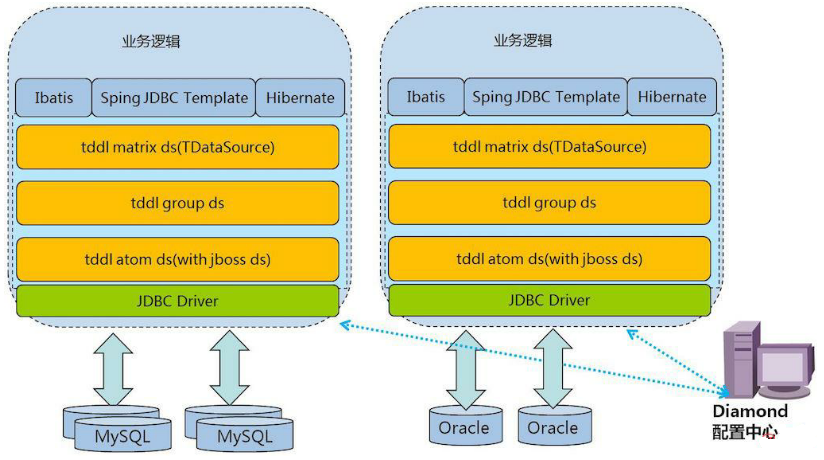 业务逻辑
Ibatis
Sping JDBC Template
Hibernate
tddl matrix ds(TDataSource)
tddl group ds
tddl atom ds(with jboss ds)
JDBC Driver
MySQL
MySQL
业务逻辑
Ibatis
Sping JDBC Template
Hibernate
tddl matrix ds(TDataSource)
tddl group ds
tddl atom ds(with jboss ds)
JDBC Driver
Oracle
Oracle
Diamond
配置中心